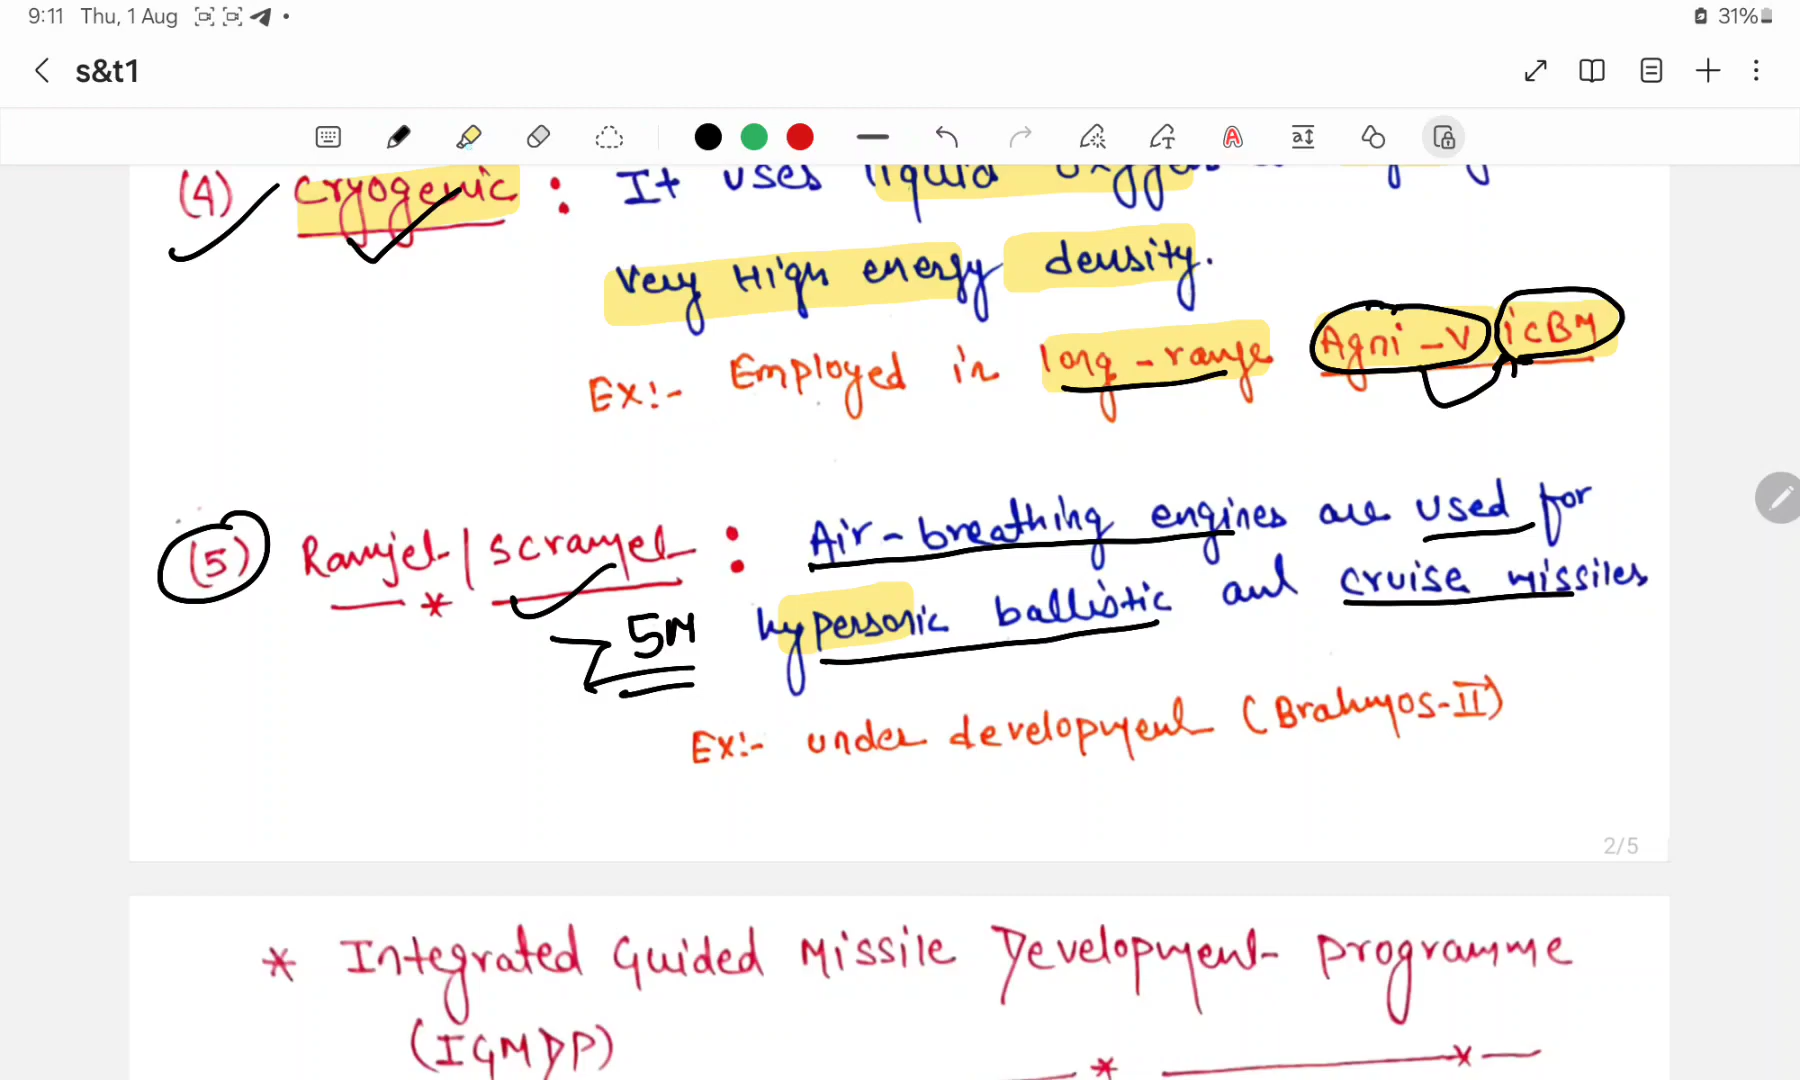 9:11 Thu, 1 Aug
31%
s&t1
(4) Cryogenic : It uses liquid
Very High energy density.
Ex:- Employed in long-range Agni-V icBM
(5) Ramjet | scramjet : Air-breathing engines are used for
5M hypersonic ballistic and cruise missiles
Ex:- under development (Brahmos-II)
2/5
* Integrated Guided Missile Development programme
(IGMDP)